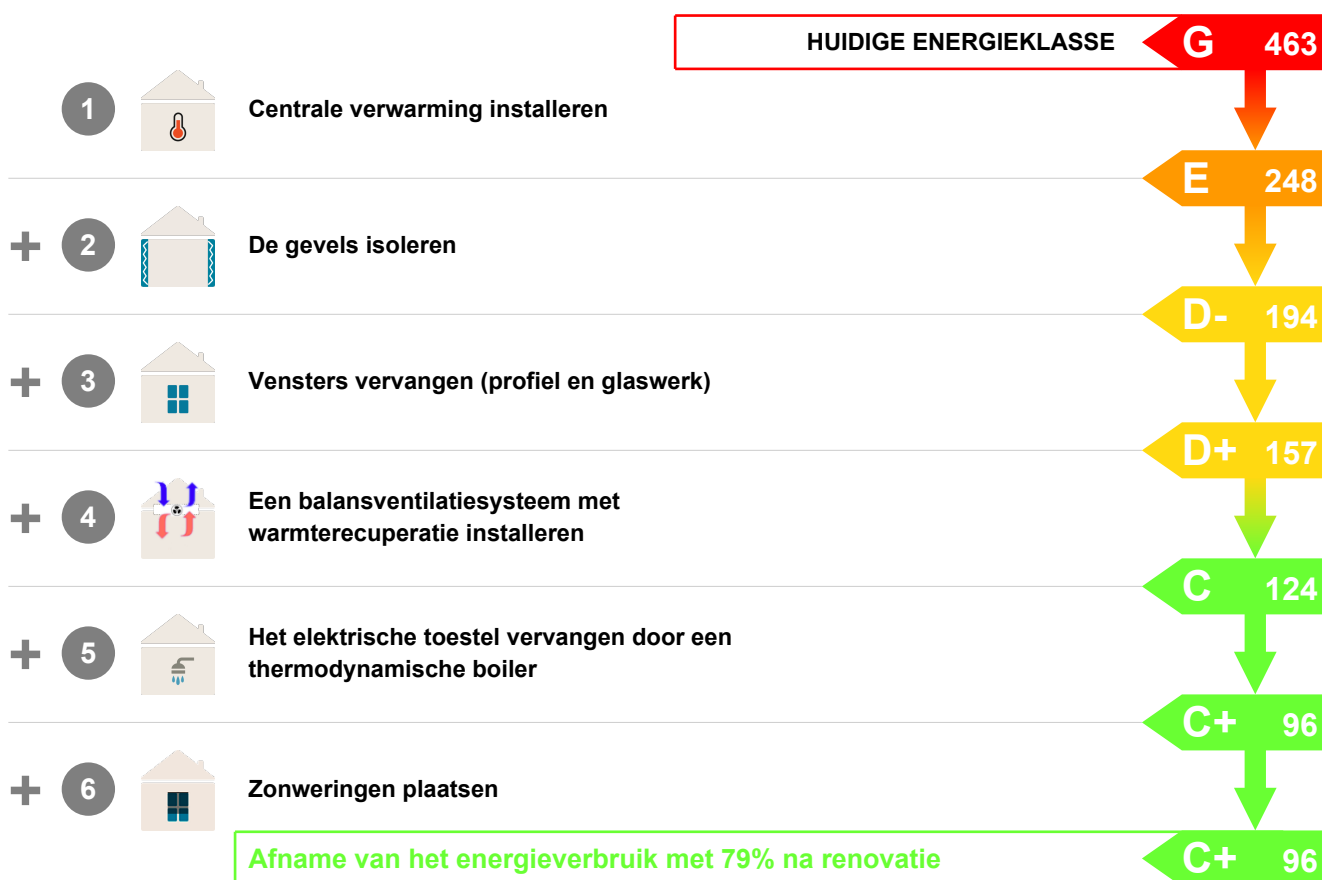 HUIDIGE ENERGIEKLASSE G 463
1 Centrale verwarming installeren
E 248
+ 2 De gevels isoleren
D- 194
+ 3 Vensters vervangen (profiel en glaswerk)
D+ 157
+ 4 Een balansventilatiesysteem met
warmterecuperatie installeren
C 124
+ 5 Het elektrische toestel vervangen door een
thermodynamische boiler
C+ 96
+ 6 Zonweringen plaatsen
Afname van het energieverbruik met 79% na renovatie C+ 96